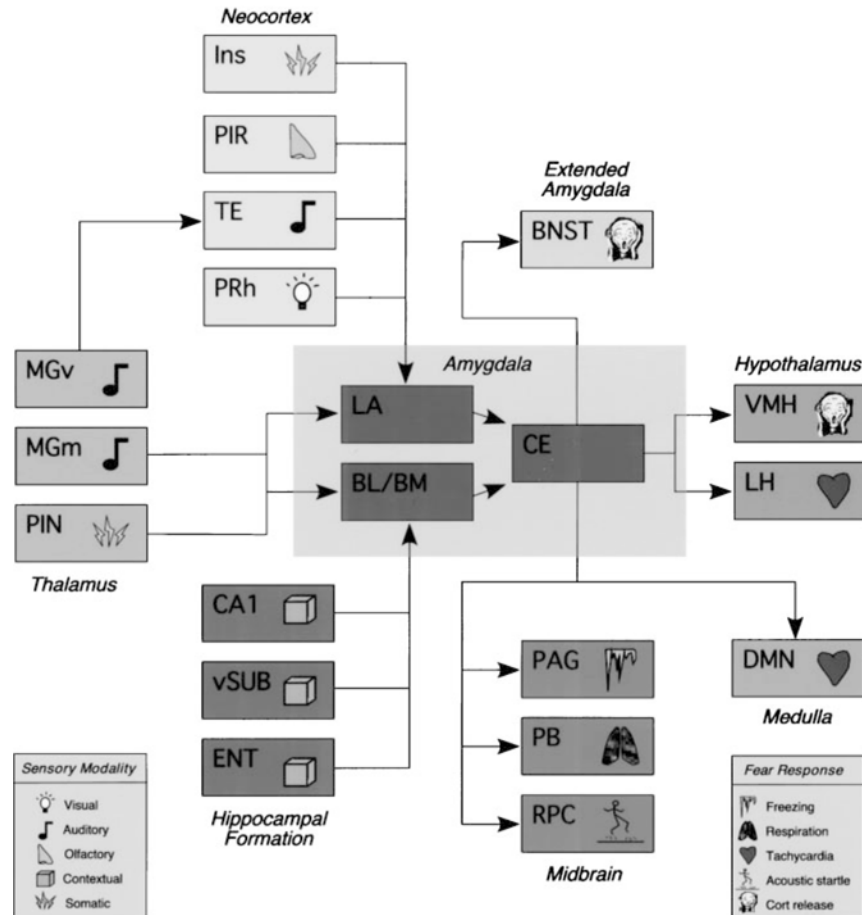 Neocortex
Ins
PIR
TE
PRh
Extended
Amygdala
BNST
MGv
MGm
PIN
Thalamus
Amygdala
LA
BL/BM
CE
Hypothalamus
VMH
LH
CA1
vSUB
ENT
Hippocampal
Formation
PAG
PB
RPC
Midbrain
DMN
Medulla
Sensory Modality
Visual
Auditory
Olfactory
Contextual
Somatic
Fear Response
Freezing
Respiration
Tachycardia
Acoustic startle
Cort release